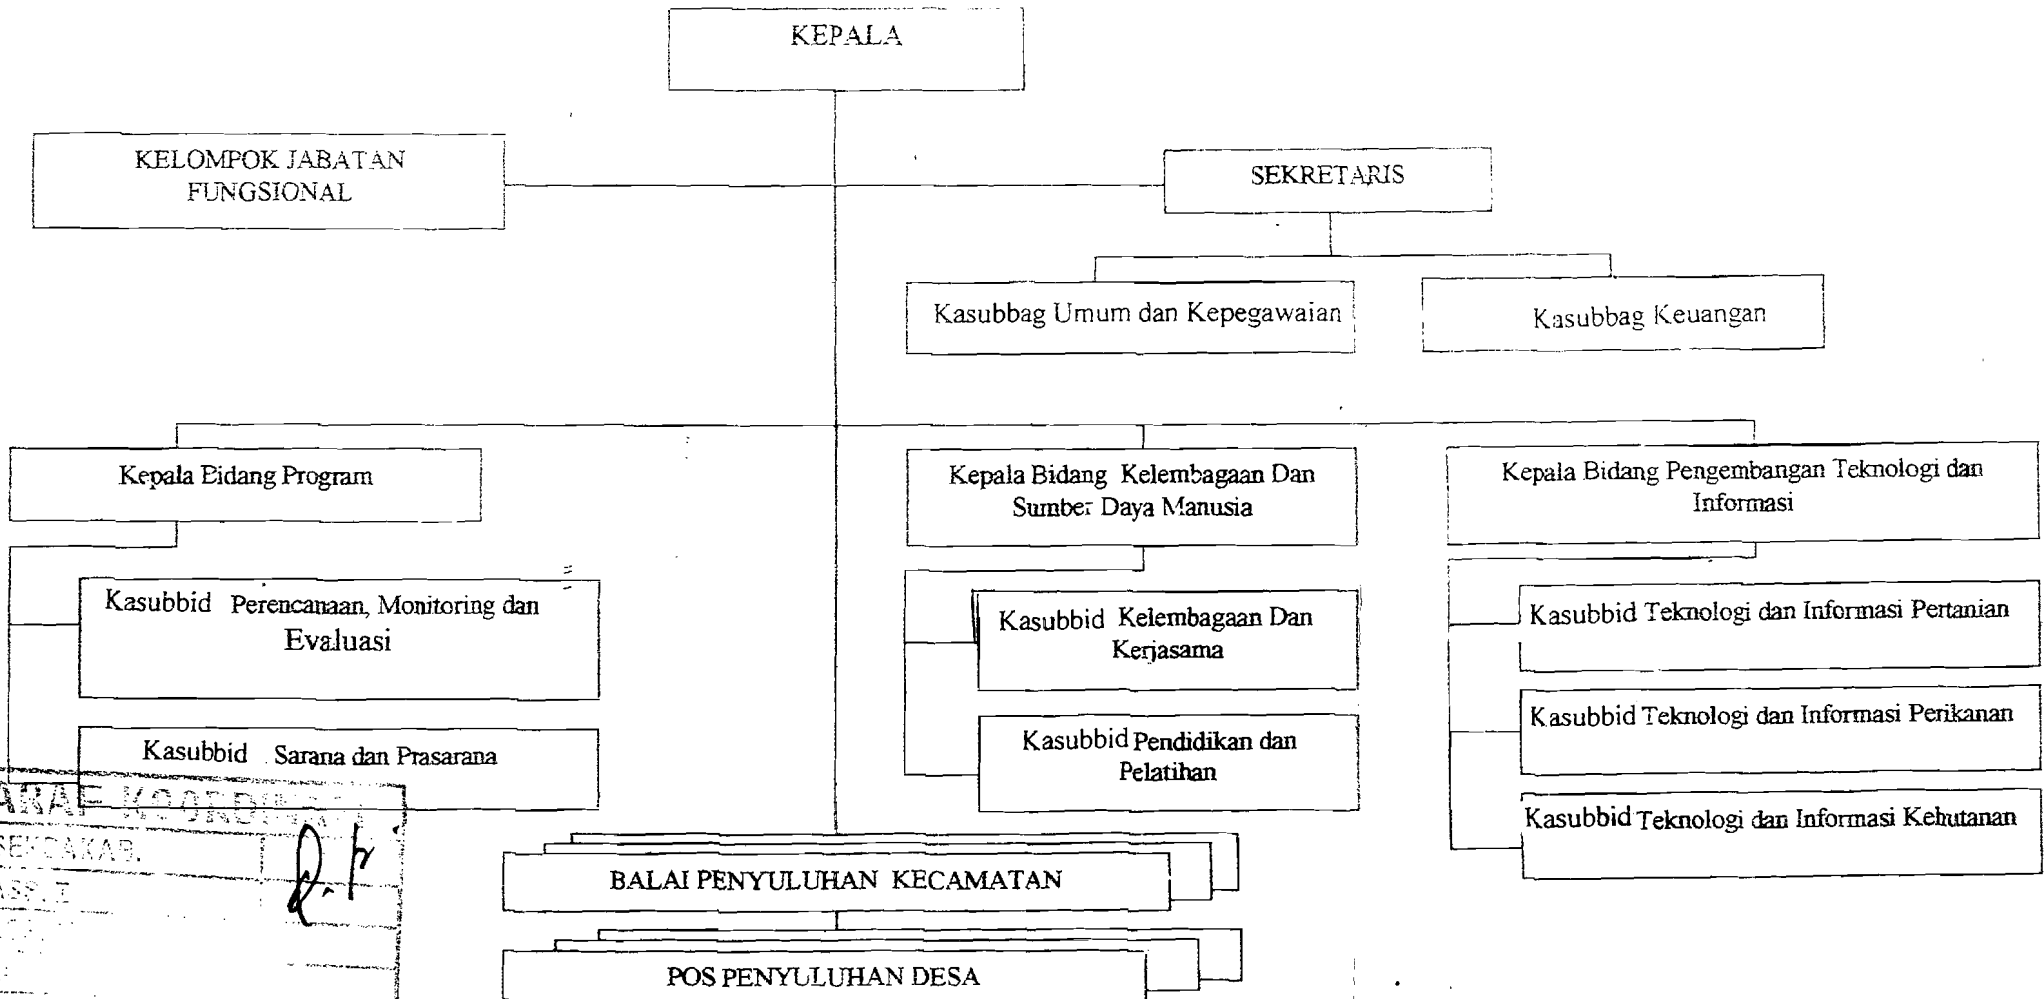 KEPALA
KELOMPOK JABATAN
FUNGSIONAL
SEKRETARIS
Kasubbag Umum dan Kepegawaian
Kasubbag Keuangan
Kepala Bidang Program
Kepala Bidang Kelembagaan Dan
Sumber Daya Manusia
Kepala Bidang Pengembangan Teknologi dan
Informasi
Kasubbid Perencanaan, Monitoring dan
Evaluasi
Kasubbid Sarana dan Prasarana
Kasubbid Kelembagaan Dan
Kerjasama
Kasubbid Pendidikan dan
Pelatihan
Kasubbid Teknologi dan Informasi Pertanian
Kasubbid Teknologi dan Informasi Perikanan
Kasubbid Teknologi dan Informasi Kehutanan
BALAI PENYULUHAN KECAMATAN
POS PENYULUHAN DESA
SEKDAKAB.